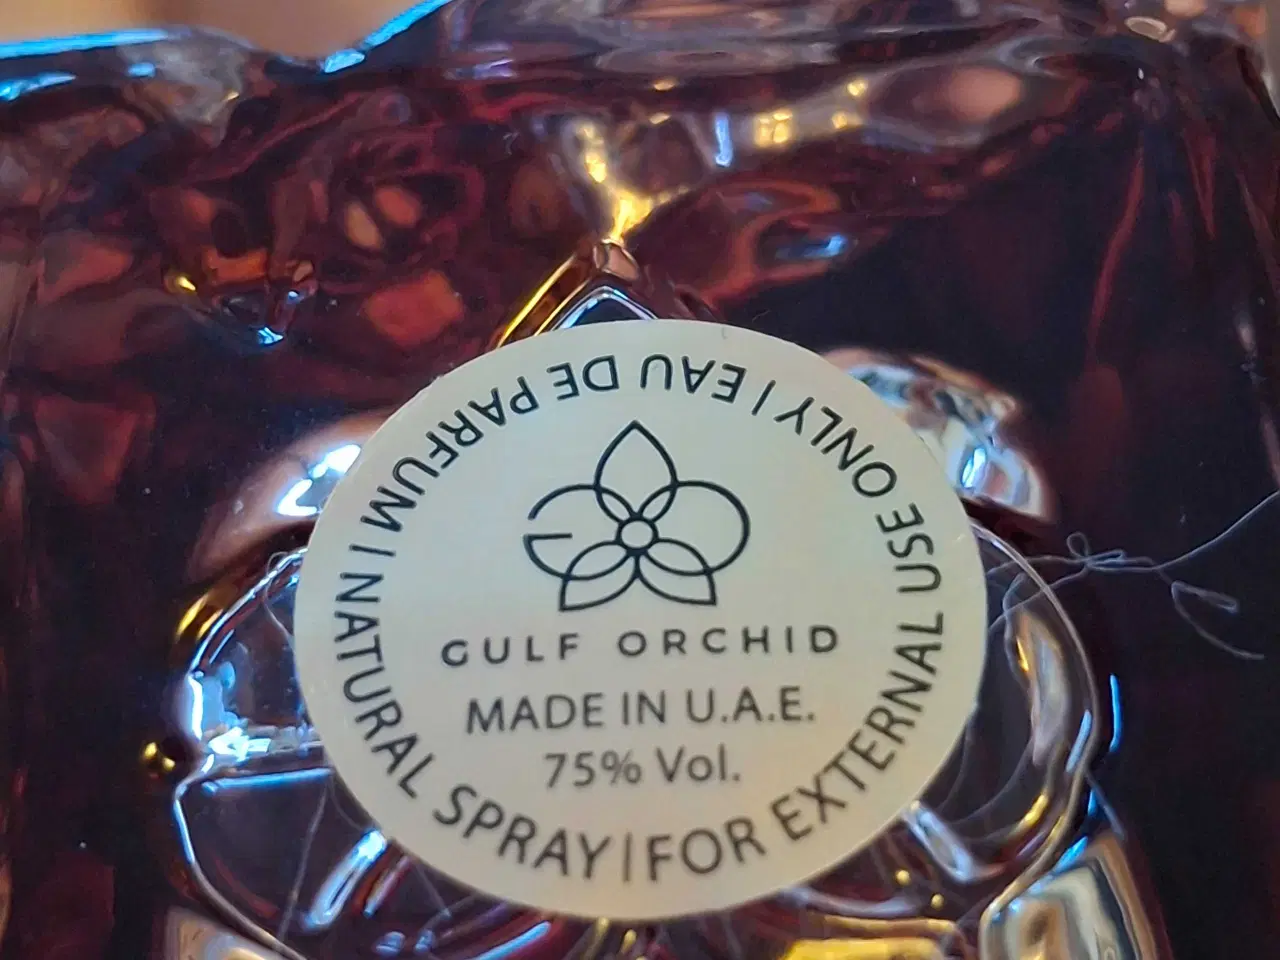 GULF ORCHID
MADE IN U.A.E.
75% Vol.
EAU DE PARFUM | NATURAL SPRAY | FOR EXTERNAL USE ONLY |